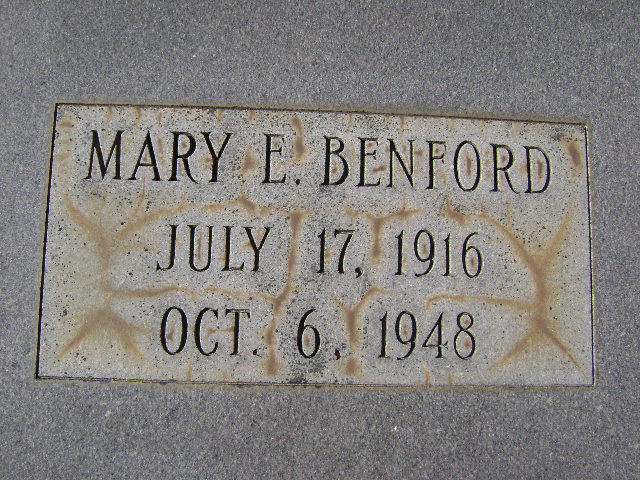 MARY E. BENFORD
JULY 17, 1916
OCT. 6, 1948